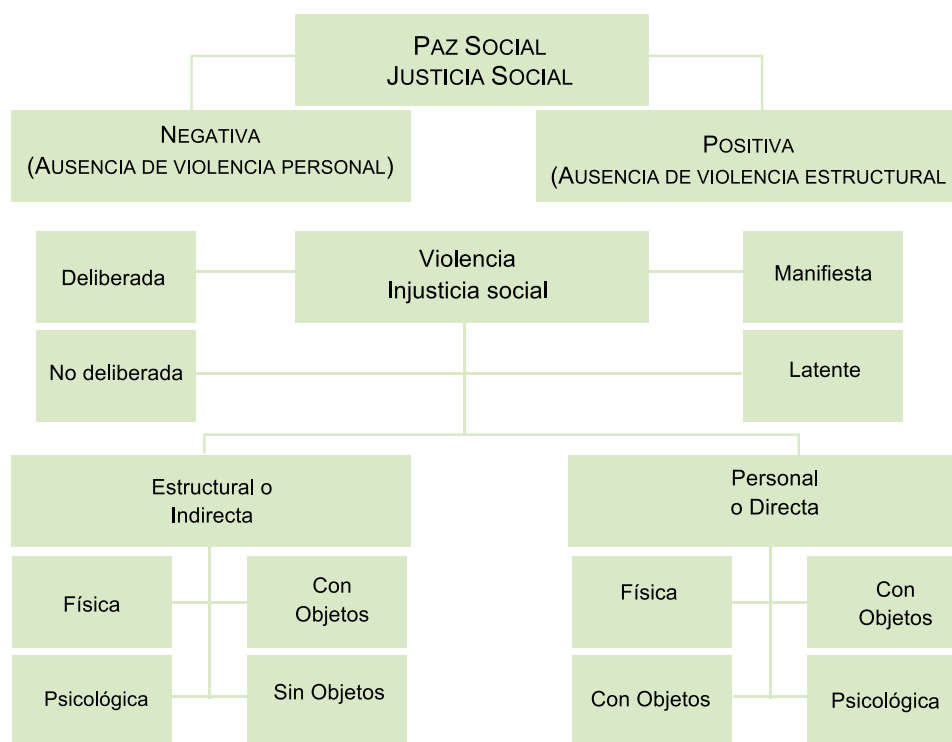 PAZ SOCIAL
JUSTICIA SOCIAL
NEGATIVA
(AUSENCIA DE VIOLENCIA PERSONAL)
POSITIVA
(AUSENCIA DE VIOLENCIA ESTRUCTURAL
Deliberada
Violencia
Injusticia social
Manifiesta
No deliberada
Latente
Estructural o
Indirecta
Personal
o Directa
Física
Con
Objetos
Física
Con
Objetos
Psicológica
Sin Objetos
Con Objetos
Psicológica